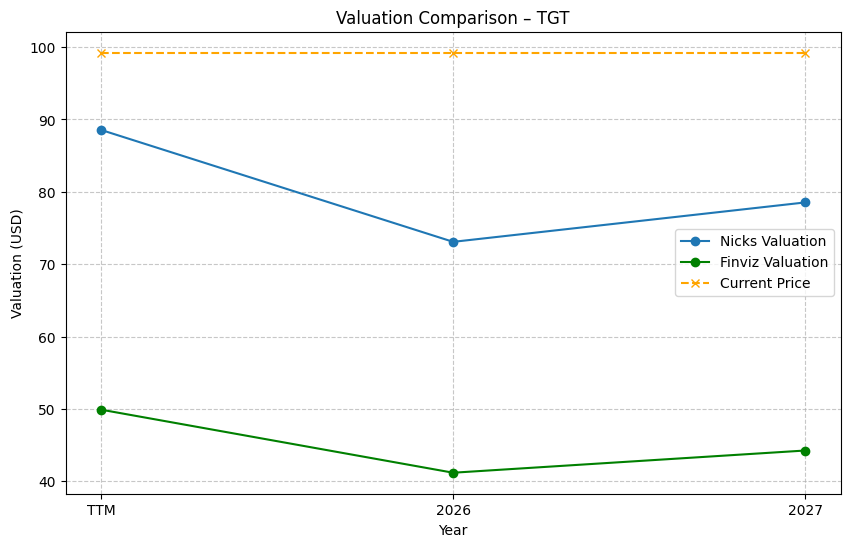 Valuation Comparison – TGT
Valuation (USD)
100
90
80
70
60
50
40
Nicks Valuation
Finviz Valuation
Current Price
TTM
2026
2027
Year